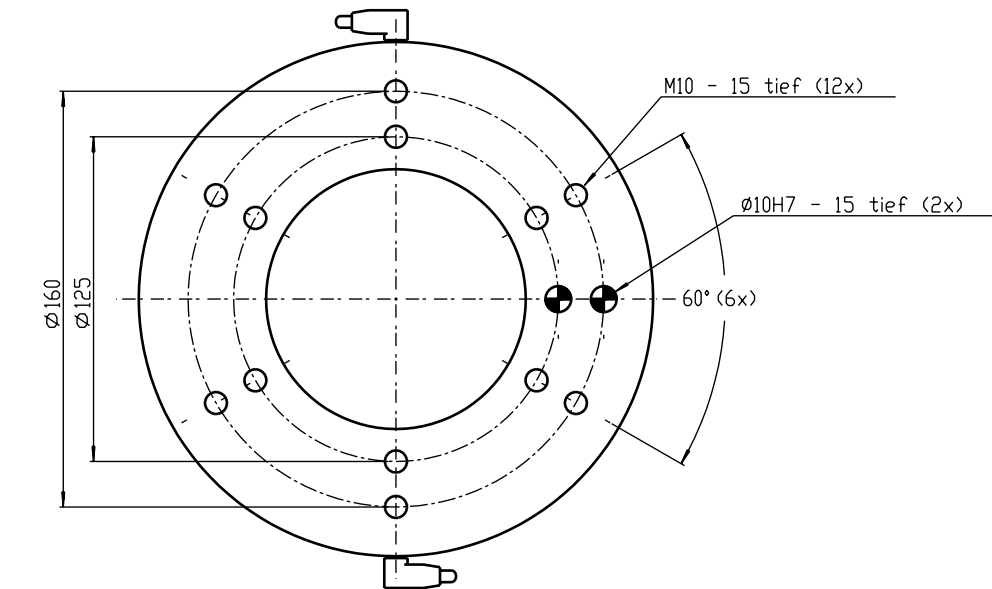 M10 - 15 tief (12x)
Ø10H7 - 15 tief (2x)
Ø160
Ø125
60° (6x)